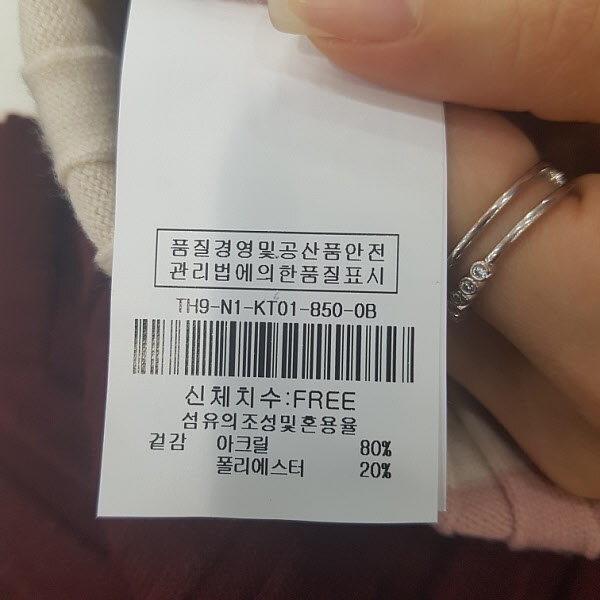 품질경영및공산품안전
관리법에의한품질표시
TH9-N1-KT01-850-0B
신체치수:FREE
섬유의조성및혼용율
겉감 아크릴 80%
폴리에스터 20%